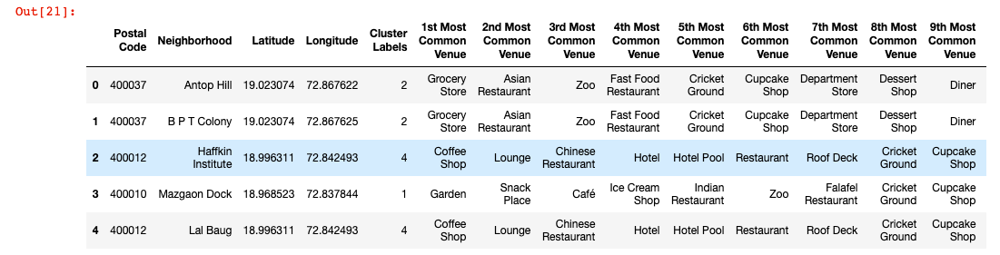 Out[21]:
Postal Code Neighborhood Latitude Longitude Cluster Labels 1st Most Common Venue 2nd Most Common Venue 3rd Most Common Venue 4th Most Common Venue 5th Most Common Venue 6th Most Common Venue 7th Most Common Venue 8th Most Common Venue 9th Most Common Venue
0 400037 Antop Hill 19.023074 72.867622 2 Grocery Store Asian Restaurant Zoo Fast Food Restaurant Cricket Ground Cupcake Shop Department Store Dessert Shop Diner
1 400037 B P T Colony 19.023074 72.867625 2 Grocery Store Asian Restaurant Zoo Fast Food Restaurant Cricket Ground Cupcake Shop Department Store Dessert Shop Diner
2 400012 Haffkin Institute 18.996311 72.842493 4 Coffee Shop Lounge Chinese Restaurant Hotel Hotel Pool Restaurant Roof Deck Cricket Ground Cupcake Shop
3 400010 Mazgaon Dock 18.968523 72.837844 1 Garden Snack Place Café Ice Cream Shop Indian Restaurant Zoo Falafel Restaurant Cricket Ground Cupcake Shop
4 400012 Lal Baug 18.996311 72.842493 4 Coffee Shop Lounge Chinese Restaurant Hotel Hotel Pool Restaurant Roof Deck Cricket Ground Cupcake Shop